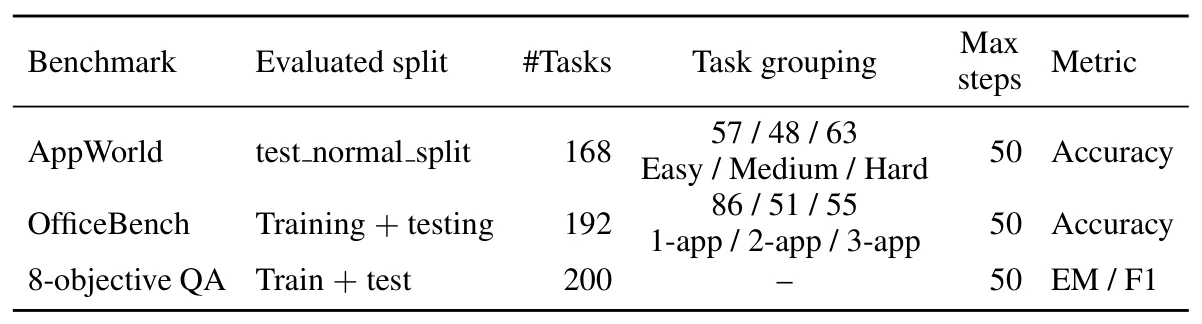 Benchmark Evaluated split #Tasks Task grouping Max steps Metric
AppWorld test_normal_split 168 57 / 48 / 63 50 Accuracy
Easy / Medium / Hard
OfficeBench Training + testing 192 86 / 51 / 55 50 Accuracy
1-app / 2-app / 3-app
8-objective QA Train + test 200 – 50 EM / F1